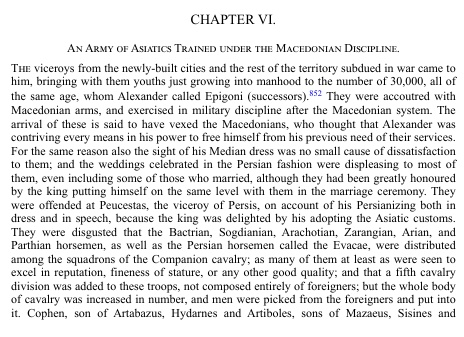 CHAPTER VI.
AN ARMY OF ASIATICS TRAINED UNDER THE MACEDONIAN DISCIPLINE.
THE viceroys from the newly-built cities and the rest of the territory subdued in war came to
him, bringing with them youths just growing into manhood to the number of 30,000, all of
the same age, whom Alexander called Epigoni (successors).852 They were accoutred with
Macedonian arms, and exercised in military discipline after the Macedonian system. The
arrival of these is said to have vexed the Macedonians, who thought that Alexander was
contriving every means in his power to free himself from his previous need of their services.
For the same reason also the sight of his Median dress was no small cause of dissatisfaction
to them; and the weddings celebrated in the Persian fashion were displeasing to most of
them, even including some of those who married, although they had been greatly honoured
by the king putting himself on the same level with them in the marriage ceremony. They
were offended at Peucestas, the viceroy of Persis, on account of his Persianizing both in
dress and in speech, because the king was delighted by his adopting the Asiatic customs.
They were disgusted that the Bactrian, Sogdianian, Arachotian, Zarangian, Arian, and
Parthian horsemen, as well as the Persian horsemen called the Evacae, were distributed
among the squadrons of the Companion cavalry; as many of them at least as were seen to
excel in reputation, fineness of stature, or any other good quality; and that a fifth cavalry
division was added to these troops, not composed entirely of foreigners; but the whole body
of cavalry was increased in number, and men were picked from the foreigners and put into
it. Cophen, son of Artabazus, Hydarnes and Artiboles, sons of Mazaeus, Sisines and